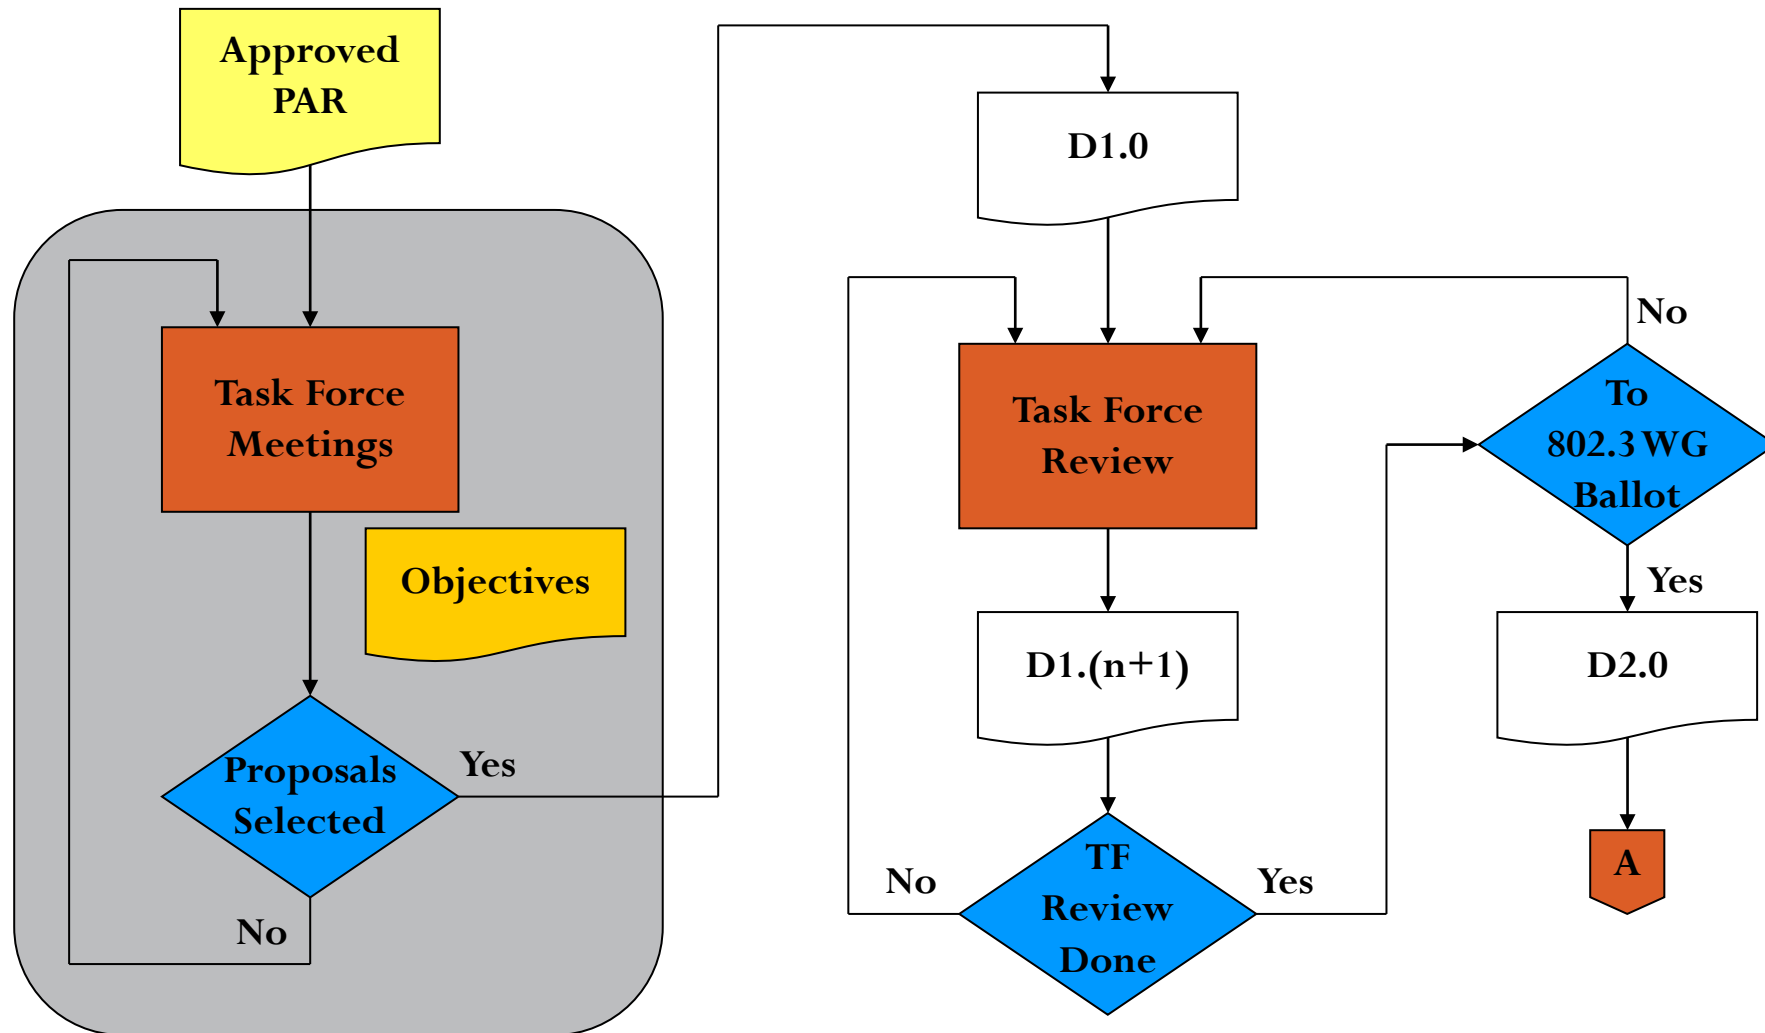 Approved
PAR
Task Force
Meetings
Objectives
Proposals
Selected
Yes
No
D1.0
Task Force
Review
D1.(n+1)
TF
Review
Done
No
Yes
To
802.3 WG
Ballot
No
Yes
D2.0
A